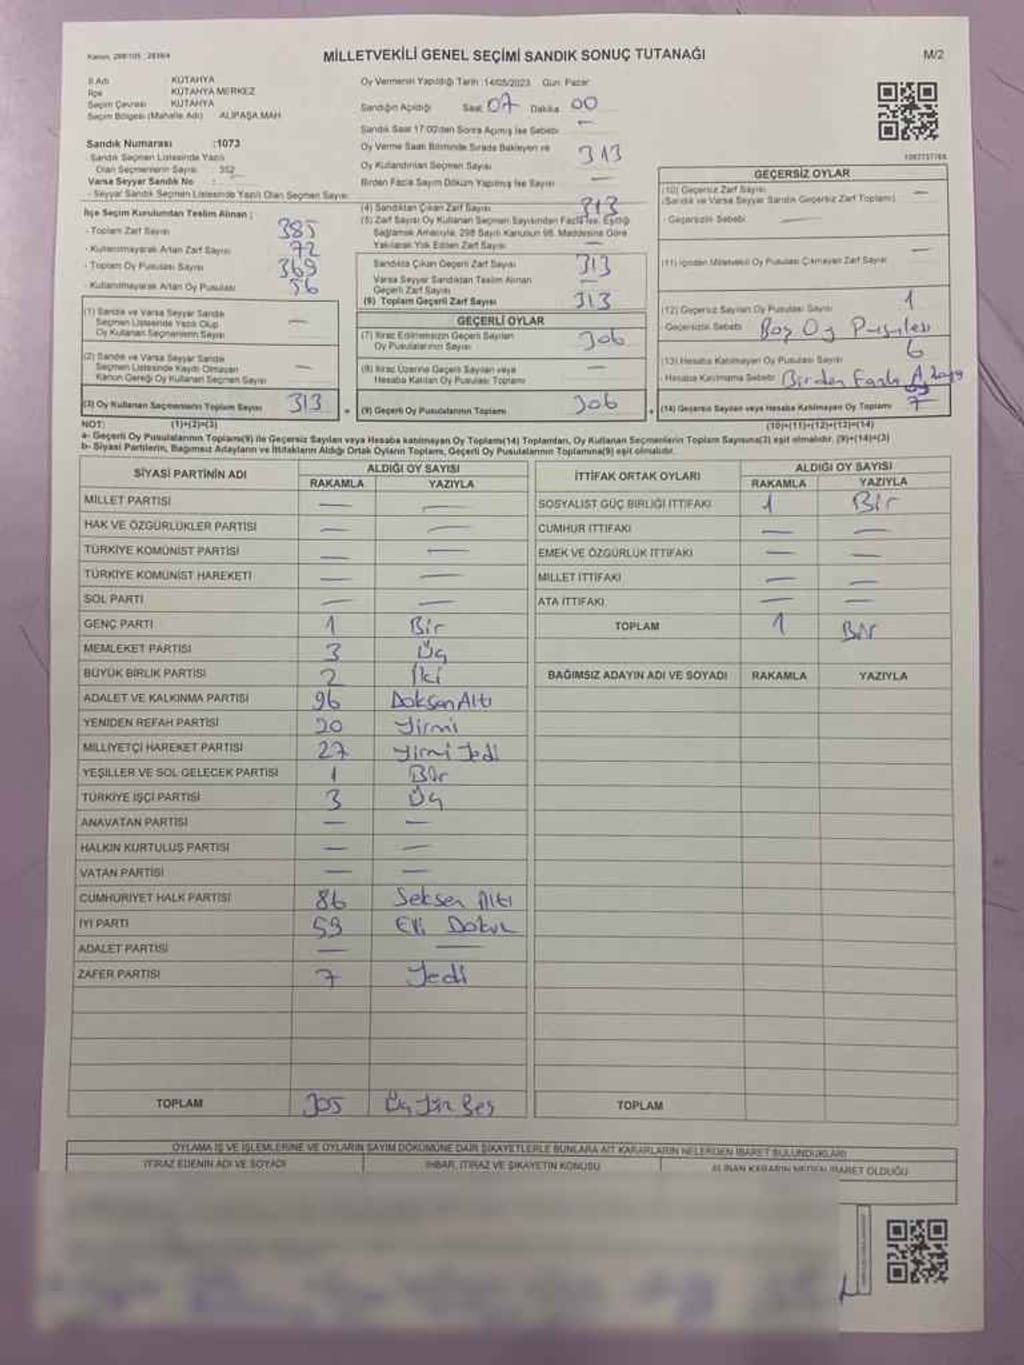 Kanun: 298/105 ; 2839/4
MİLLETVEKİLİ GENEL SEÇİMİ SANDIK SONUÇ TUTANAĞI
M/2
İl Adı KÜTAHYA
İlçe KÜTAHYA MERKEZ
Seçim Çevresi KÜTAHYA
Seçim Bölgesi (Mahalle Adı) ALİPAŞA MAH
Sandık Numarası :1073
- Sandık Seçmen Listesinde Yazılı
Olan Seçmenlerin Sayısı 352
Varsa Seyyar Sandık No
- Seyyar Sandık Seçmen Listesinde Yazılı Olan Seçmen Sayısı
Oy Vermenin Yapıldığı Tarih :14/05/2023 Gün: Pazar
Sandığın Açıldığı Saat 07 Dakika 00
Sandık Saat 17:00'den Sonra Açılmış İse Sebebi —
Oy Verme Saati Bitiminde Sırada Bekleyen ve
Oy Kullandırılan Seçmen Sayısı 313
Birden Fazla Sayım Döküm Yapılmış İse Sayısı —
İlçe Seçim Kurulundan Teslim Alınan ;
- Toplam Zarf Sayısı 385
- Kullanılmayarak Artan Zarf Sayısı 72
- Toplam Oy Pusulası Sayısı 369
- Kullanılmayarak Artan Oy Pusulası 56
(1) Sandık ve Varsa Seyyar Sandık
Seçmen Listesinde Yazılı Olup
Oy Kullanan Seçmenlerin Sayısı —
(2) Sandık ve Varsa Seyyar Sandık
Seçmen Listesinde Kaydı Olmayan
Kanun Gereği Oy Kullanan Seçmen Sayısı —
(3) Oy Kullanan Seçmenlerin Toplam Sayısı 313
(4) Sandıktan Çıkan Zarf Sayısı 313
(5) Zarf Sayısı Oy Kullanan Seçmen Sayısından Fazla ise, Eşitliği
Sağlamak Amacıyla, 298 Sayılı Kanunun 98. Maddesine Göre
Yakılarak Yok Edilen Zarf Sayısı —
Sandıkta Çıkan Geçerli Zarf Sayısı 313
Varsa Seyyar Sandıktan Teslim Alınan
Geçerli Zarf Sayısı —
(6) Toplam Geçerli Zarf Sayısı 313
GEÇERLİ OYLAR
(7) İtiraz Edilmeksizin Geçerli Sayılan
Oy Pusulalarının Sayısı 306
(8) İtiraz Üzerine Geçerli Sayılan veya
Hesaba Katılan Oy Pusulası Toplamı —
(9) Geçerli Oy Pusulalarının Toplamı 306
GEÇERSİZ OYLAR
(10) Geçersiz Zarf Sayısı
(Sandık ve Varsa Seyyar Sandık Geçersiz Zarf Toplamı) —
- Geçersizlik Sebebi —
(11) İçinden Milletvekili Oy Pusulası Çıkmayan Zarf Sayısı —
(12) Geçersiz Sayılan Oy Pusulası Sayısı 1
- Geçersizlik Sebebi Boş Oy Pusulası
(13) Hesaba Katılmayan Oy Pusulası Sayısı 6
- Hesaba Katılmama Sebebi Birden Fazla Adaya
(14) Geçersiz Sayılan veya Hesaba Katılmayan Oy Toplamı 7
NOT: (1)+(2)=(3)
(10)+(11)+(12)+(13)=(14)
a- Geçerli Oy Pusulalarının Toplamı(9) ile Geçersiz Sayılan veya Hesaba katılmayan Oy Toplamı(14) Toplamları, Oy Kullanan Seçmenlerin Toplam Sayısına(3) eşit olmalıdır. (9)+(14)=(3)
b- Siyasi Partilerin, Bağımsız Adayların ve İttifakların Aldığı Ortak Oyların Toplamı, Geçerli Oy Pusulalarının Toplamına(9) eşit olmalıdır.
SİYASİ PARTİNİN ADI ALDIĞI OY SAYISI
RAKAMLA YAZIYLA
MİLLET PARTİSİ — —
HAK VE ÖZGÜRLÜKLER PARTİSİ — —
TÜRKİYE KOMÜNİST PARTİSİ — —
TÜRKİYE KOMÜNİST HAREKETİ — —
SOL PARTİ — —
GENÇ PARTİ 1 Bir
MEMLEKET PARTİSİ 3 Üç
BÜYÜK BİRLİK PARTİSİ 2 İki
ADALET VE KALKINMA PARTİSİ 96 Doksan Altı
YENİDEN REFAH PARTİSİ 20 Yirmi
MİLLİYETÇİ HAREKET PARTİSİ 27 Yirmi Yedi
YEŞİLLER VE SOL GELECEK PARTİSİ 1 Bir
TÜRKİYE İŞÇİ PARTİSİ 3 Üç
ANAVATAN PARTİSİ — —
HALKIN KURTULUŞ PARTİSİ — —
VATAN PARTİSİ — —
CUMHURİYET HALK PARTİSİ 86 Seksen Altı
İYİ PARTİ 59 Elli Dokuz
ADALET PARTİSİ — —
ZAFER PARTİSİ 7 Yedi
TOPLAM 305 Üç Yüz Beş
İTTİFAK ORTAK OYLARI ALDIĞI OY SAYISI
RAKAMLA YAZIYLA
SOSYALİST GÜÇ BİRLİĞİ İTTİFAKI 1 Bir
CUMHUR İTTİFAKI — —
EMEK VE ÖZGÜRLÜK İTTİFAKI — —
MİLLET İTTİFAKI — —
ATA İTTİFAKI — —
TOPLAM 1 Bir
BAĞIMSIZ ADAYIN ADI VE SOYADI RAKAMLA YAZIYLA
TOPLAM
OYLAMA İŞ VE İŞLEMLERİNE VE OYLARIN SAYIM DÖKÜMÜNE DAİR ŞİKAYETLERLE BUNLARA AİT KARARLARIN NELERDEN İBARET BULUNDUKLARI
İTİRAZ EDENİN ADI VE SOYADI İHBAR, İTİRAZ VE ŞİKAYETİN KONUSU ALINAN KARARIN NEDEN İBARET OLDUĞU